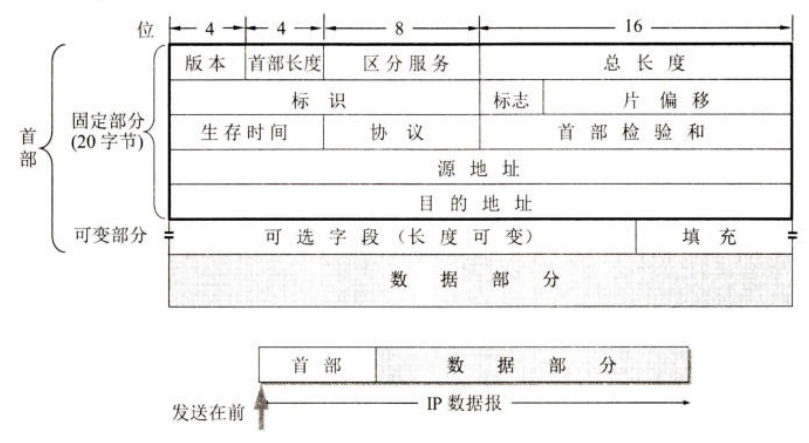 位 4 4 8 16
版本 首部长度 区分服务 总长度
标识 标志 片偏移
首部 固定部分
(20字节)
生存时间 协议 首部检验和
源地址
目的地址
可变部分 可选字段（长度可变） 填充
数据部分
首部 数据部分
发送在前 IP 数据报